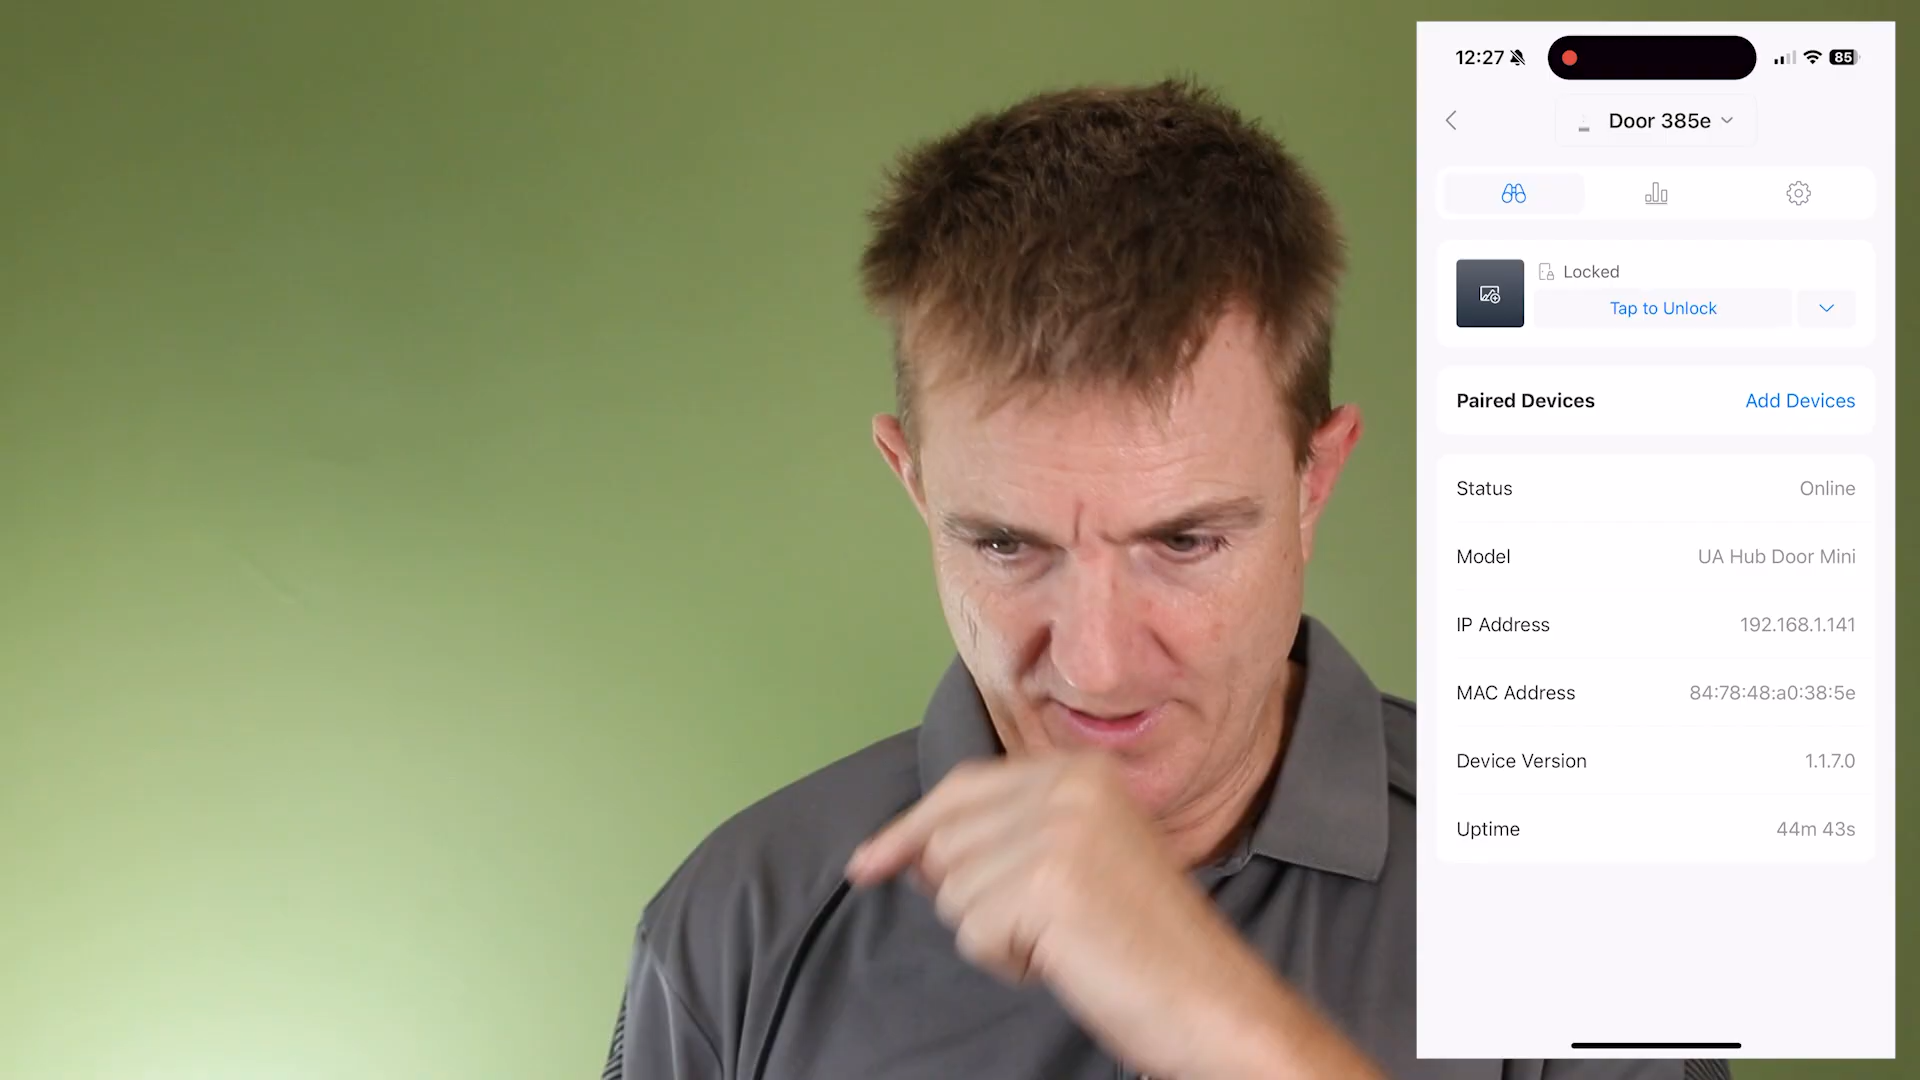 12:27
85
Door 385e
Locked
Tap to Unlock
Paired Devices Add Devices
Status Online
Model UA Hub Door Mini
IP Address 192.168.1.141
MAC Address 84:78:48:a0:38:5e
Device Version 1.1.7.0
Uptime 44m 43s